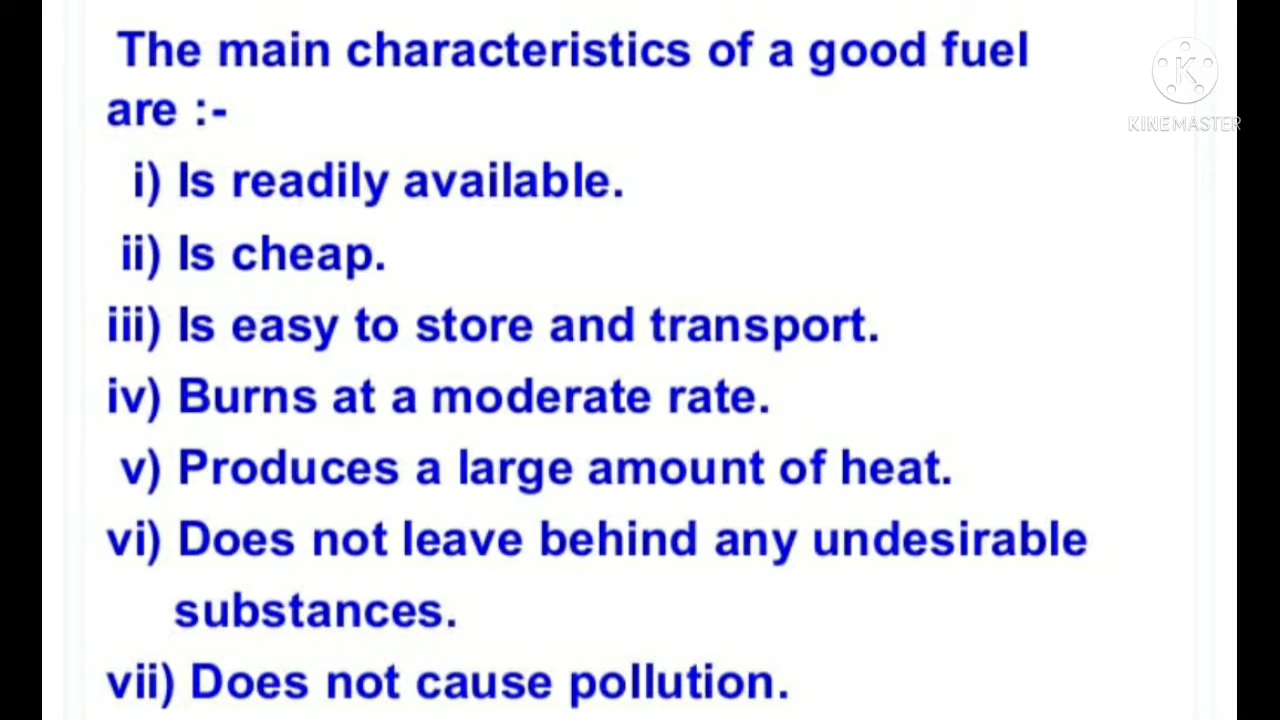 The main characteristics of a good fuel
are :-
i) Is readily available.
ii) Is cheap.
iii) Is easy to store and transport.
iv) Burns at a moderate rate.
v) Produces a large amount of heat.
vi) Does not leave behind any undesirable
substances.
vii) Does not cause pollution.
K
KINEMASTER